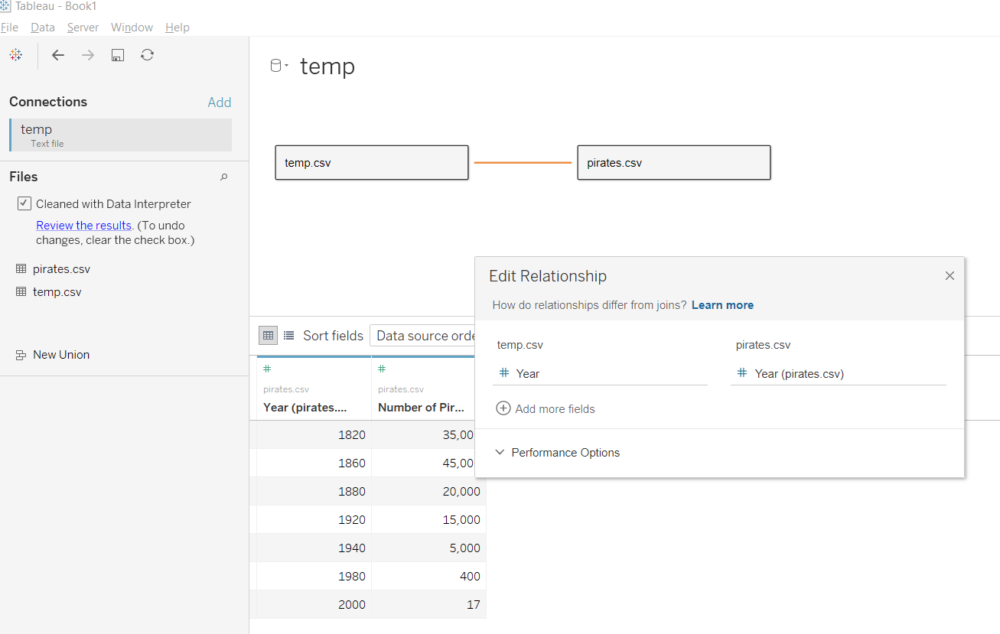 Tableau - Book1
File Data Server Window Help
Connections
Add
temp
Text file
Files
Cleaned with Data Interpreter
Review the results. (To undo
changes, clear the check box.)
pirates.csv
temp.csv
New Union
temp
temp.csv
pirates.csv
Sort fields
Data source orde
#
#
pirates.csv
pirates.csv
Year (pirates....
Number of Pir...
1820 35,00
1860 45,00
1880 20,000
1920 15,000
1940 5,000
1980 400
2000 17
Edit Relationship
How do relationships differ from joins? Learn more
temp.csv
pirates.csv
# Year
# Year (pirates.csv)
Add more fields
Performance Options